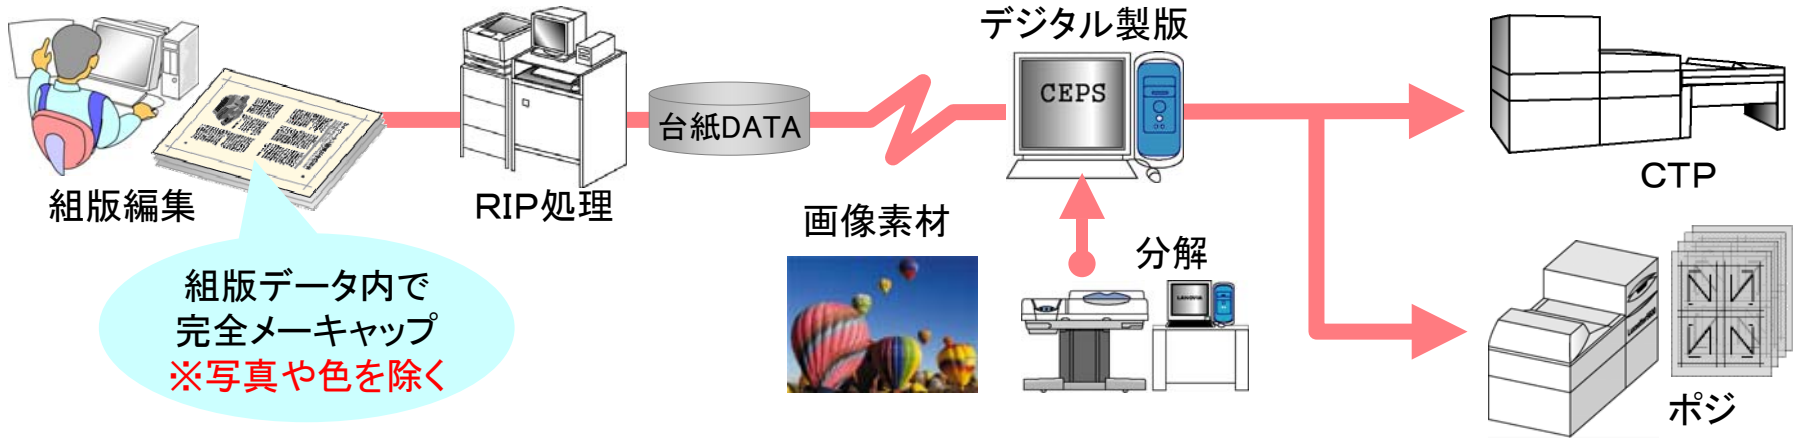 デジタル製版
CEPS
台紙DATA
組版編集
RIP処理
CTP
画像素材
分解
組版データ内で
完全メーキャップ
※写真や色を除く
ポジ